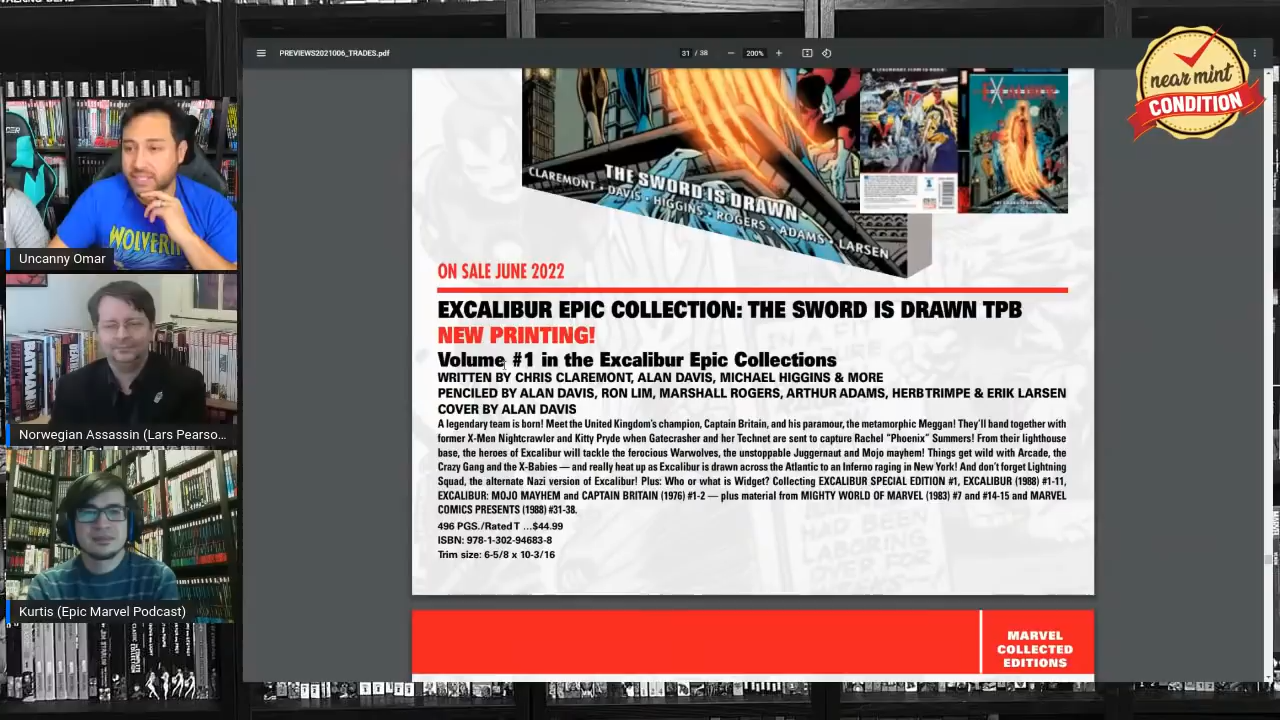 PREVIEWS2021006_TRADES.pdf
31 / 38
200%
near mint
CONDITION
WOLVERIN
Uncanny Omar
BATMAN
Norwegian Assassin (Lars Pearso...
Kurtis (Epic Marvel Podcast)
EXCALIBUR
THE SWORD IS DRAWN
CLAREMONT • DAVIS • HIGGINS • ROGERS • ADAMS • LARSEN
ON SALE JUNE 2022
EXCALIBUR EPIC COLLECTION: THE SWORD IS DRAWN TPB
NEW PRINTING!
Volume #1 in the Excalibur Epic Collections
WRITTEN BY CHRIS CLAREMONT, ALAN DAVIS, MICHAEL HIGGINS & MORE
PENCILED BY ALAN DAVIS, RON LIM, MARSHALL ROGERS, ARTHUR ADAMS, HERB TRIMPE & ERIK LARSEN
COVER BY ALAN DAVIS
A legendary team is born! Meet the United Kingdom's champion, Captain Britain, and his paramour, the metamorphic Meggan! They'll band together with
former X-Men Nightcrawler and Kitty Pryde when Gatecrasher and her Technet are sent to capture Rachel "Phoenix" Summers! From their lighthouse
base, the heroes of Excalibur will tackle the ferocious Warwolves, the unstoppable Juggernaut and Mojo mayhem! Things get wild with Arcade, the
Crazy Gang and the X-Babies — and really heat up as Excalibur is drawn across the Atlantic to an Inferno raging in New York! And don't forget Lightning
Squad, the alternate Nazi version of Excalibur! Plus: Who or what is Widget? Collecting EXCALIBUR SPECIAL EDITION #1, EXCALIBUR (1988) #1-11,
EXCALIBUR: MOJO MAYHEM and CAPTAIN BRITAIN (1976) #1-2 — plus material from MIGHTY WORLD OF MARVEL (1983) #7 and #14-15 and MARVEL
COMICS PRESENTS (1988) #31-38.
496 PGS./Rated T ...$44.99
ISBN: 978-1-302-94683-8
Trim size: 6-5/8 x 10-3/16
MARVEL
COLLECTED
EDITIONS